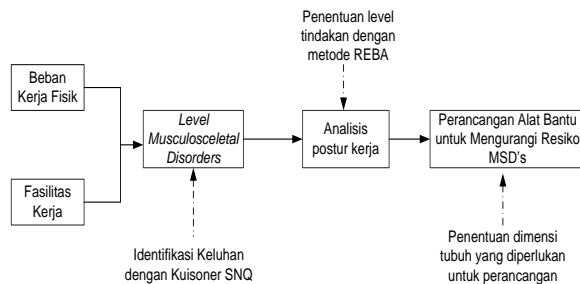 Penentuan level
tindakan dengan
metode REBA
Beban
Kerja Fisik
Fasilitas
Kerja
Level
Musculosceletal
Disorders
Analisis
postur kerja
Perancangan Alat Bantu
untuk Mengurangi Resiko
MSD's
Identifikasi Keluhan
dengan Kuisoner SNQ
Penentuan dimensi
tubuh yang diperlukan
untuk perancangan